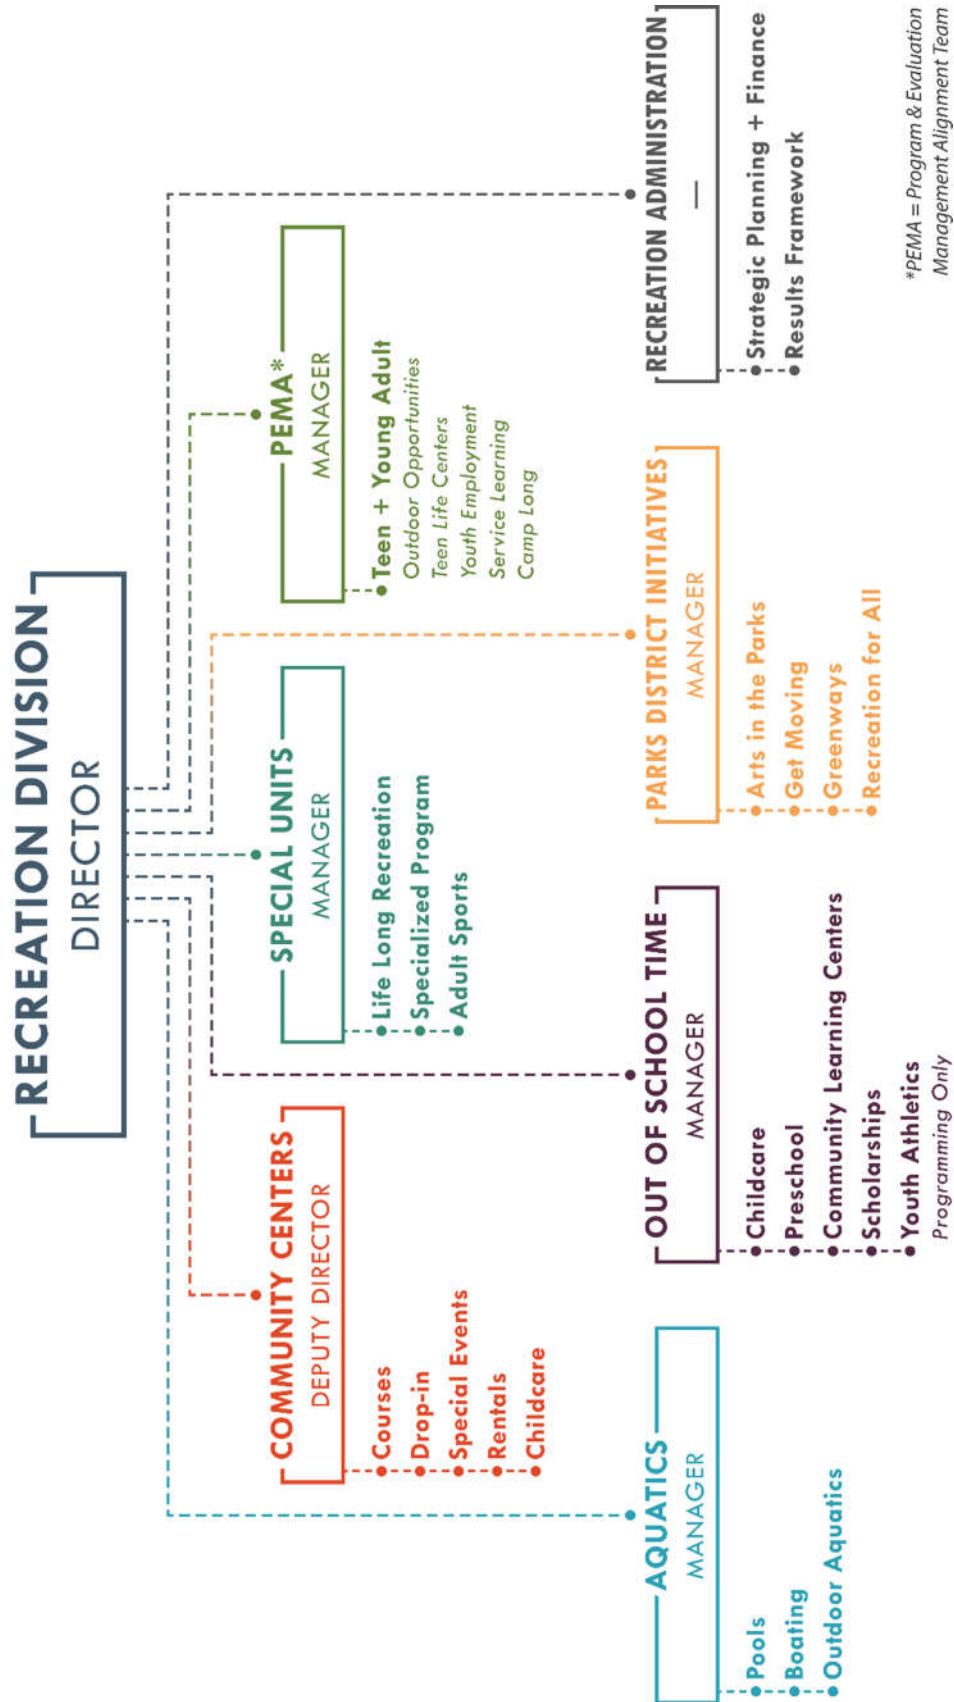 RECREATION DIVISION
DIRECTOR
COMMUNITY CENTERS
DEPUTY DIRECTOR
Courses
Drop-in
Special Events
Rentals
Childcare
SPECIAL UNITS
MANAGER
Life Long Recreation
Specialized Program
Adult Sports
PEMA*
MANAGER
Teen + Young Adult
Outdoor Opportunities
Teen Life Centers
Youth Employment
Service Learning
Camp Long
AQUATICS
MANAGER
Pools
Boating
Outdoor Aquatics
OUT OF SCHOOL TIME
MANAGER
Childcare
Preschool
Community Learning Centers
Scholarships
Youth Athletics
Programming Only
PARKS DISTRICT INITIATIVES
MANAGER
Arts in the Parks
Get Moving
Greenways
Recreation for All
RECREATION ADMINISTRATION
—
Strategic Planning + Finance
Results Framework
*PEMA = Program & Evaluation
Management Alignment Team